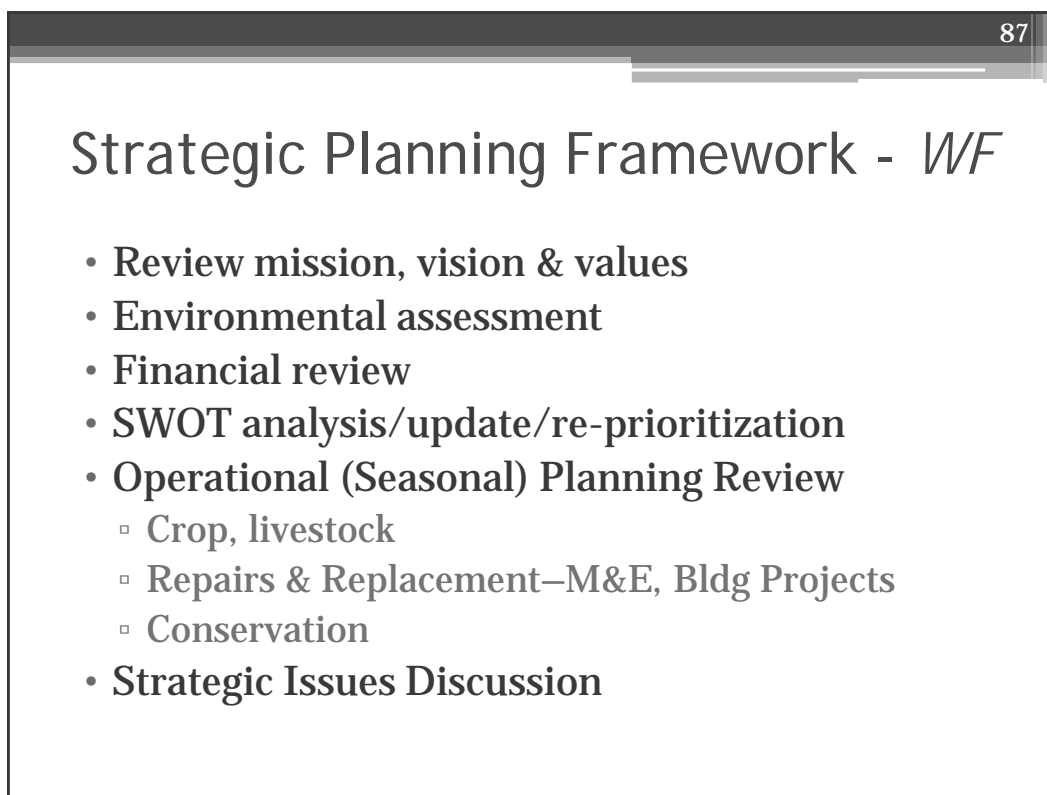 87
Strategic Planning Framework - WF
• Review mission, vision & values
• Environmental assessment
• Financial review
• SWOT analysis/update/re-prioritization
• Operational (Seasonal) Planning Review
▫ Crop, livestock
▫ Repairs & Replacement–M&E, Bldg Projects
▫ Conservation
• Strategic Issues Discussion